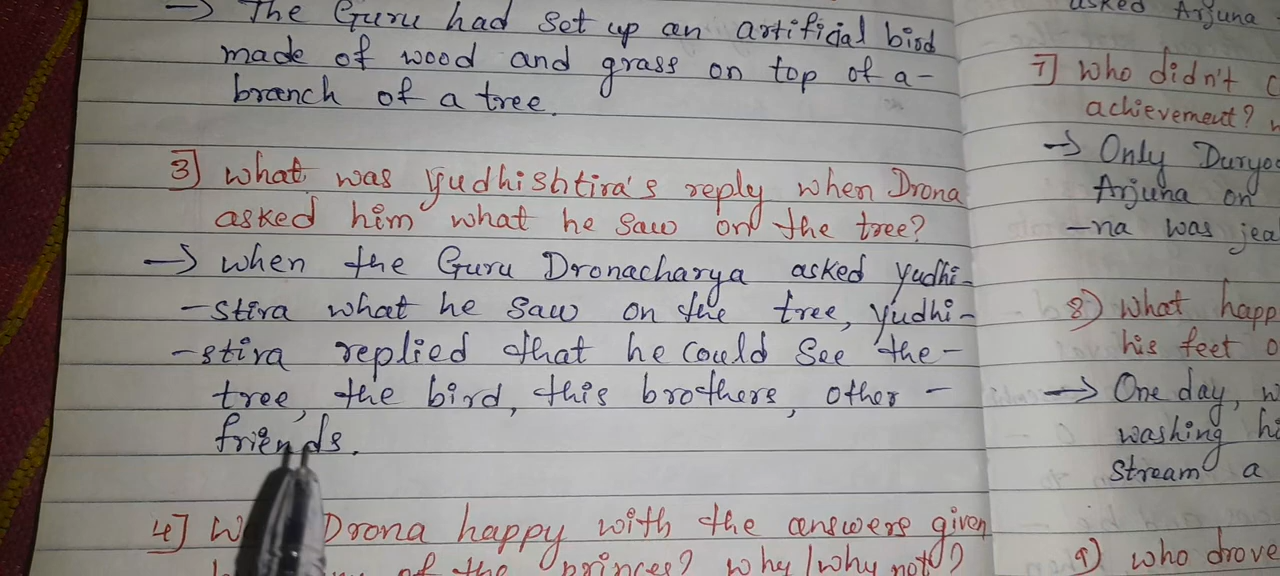 → The Guru had set up an artificial bird
made of wood and grass on top of a-
branch of a tree.
3] what was Yudhishtira's reply when Drona
asked him what he saw on the tree?
→ when the Guru Dronacharya asked Yudhi-
-stira what he saw on the tree, Yudhi-
-stira replied that he could see the-
tree, the bird, this brothers, other -
friends.
4] Drona happy with the answers given
of the princes? why/why not?
asked Arjuna
7] who didn't
achievement?
→ Only
Arjuna on
-na was
8) what
his feet
→ One day,
washing
stream a
9) who drove